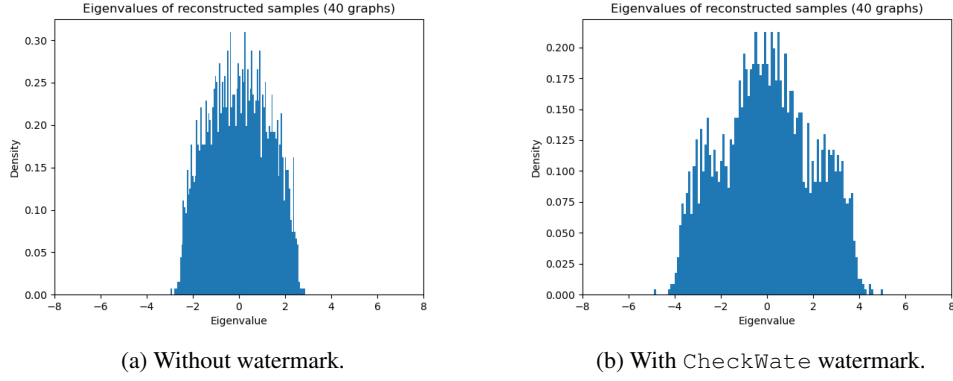 Eigenvalues of reconstructed samples (40 graphs)
0.30
0.25
0.20
0.15
0.10
0.05
0.00
Density
−8 −6 −4 −2 0 2 4 6 8
Eigenvalue
(a) Without watermark.
Eigenvalues of reconstructed samples (40 graphs)
0.200
0.175
0.150
0.125
0.100
0.075
0.050
0.025
0.000
Density
−8 −6 −4 −2 0 2 4 6 8
Eigenvalue
(b) With CheckWate watermark.